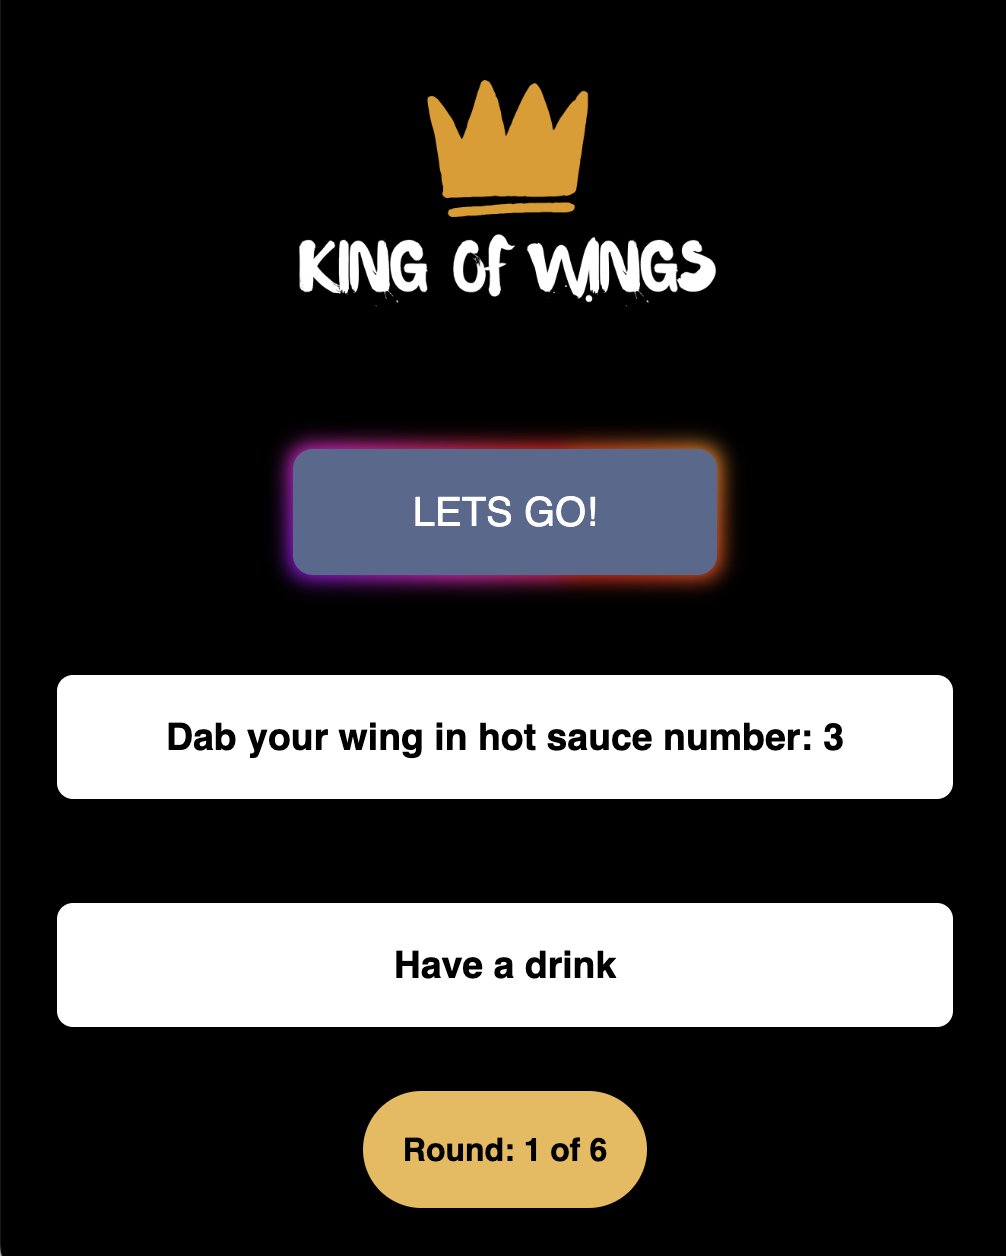 KING OF WINGS
LETS GO!
Dab your wing in hot sauce number: 3
Have a drink
Round: 1 of 6